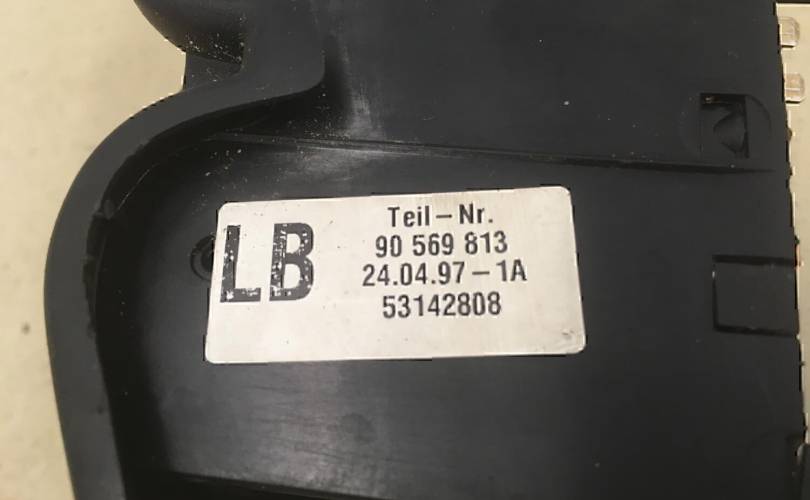 LB
Teil-Nr.
90 569 813
24.04.97-1A
53142808